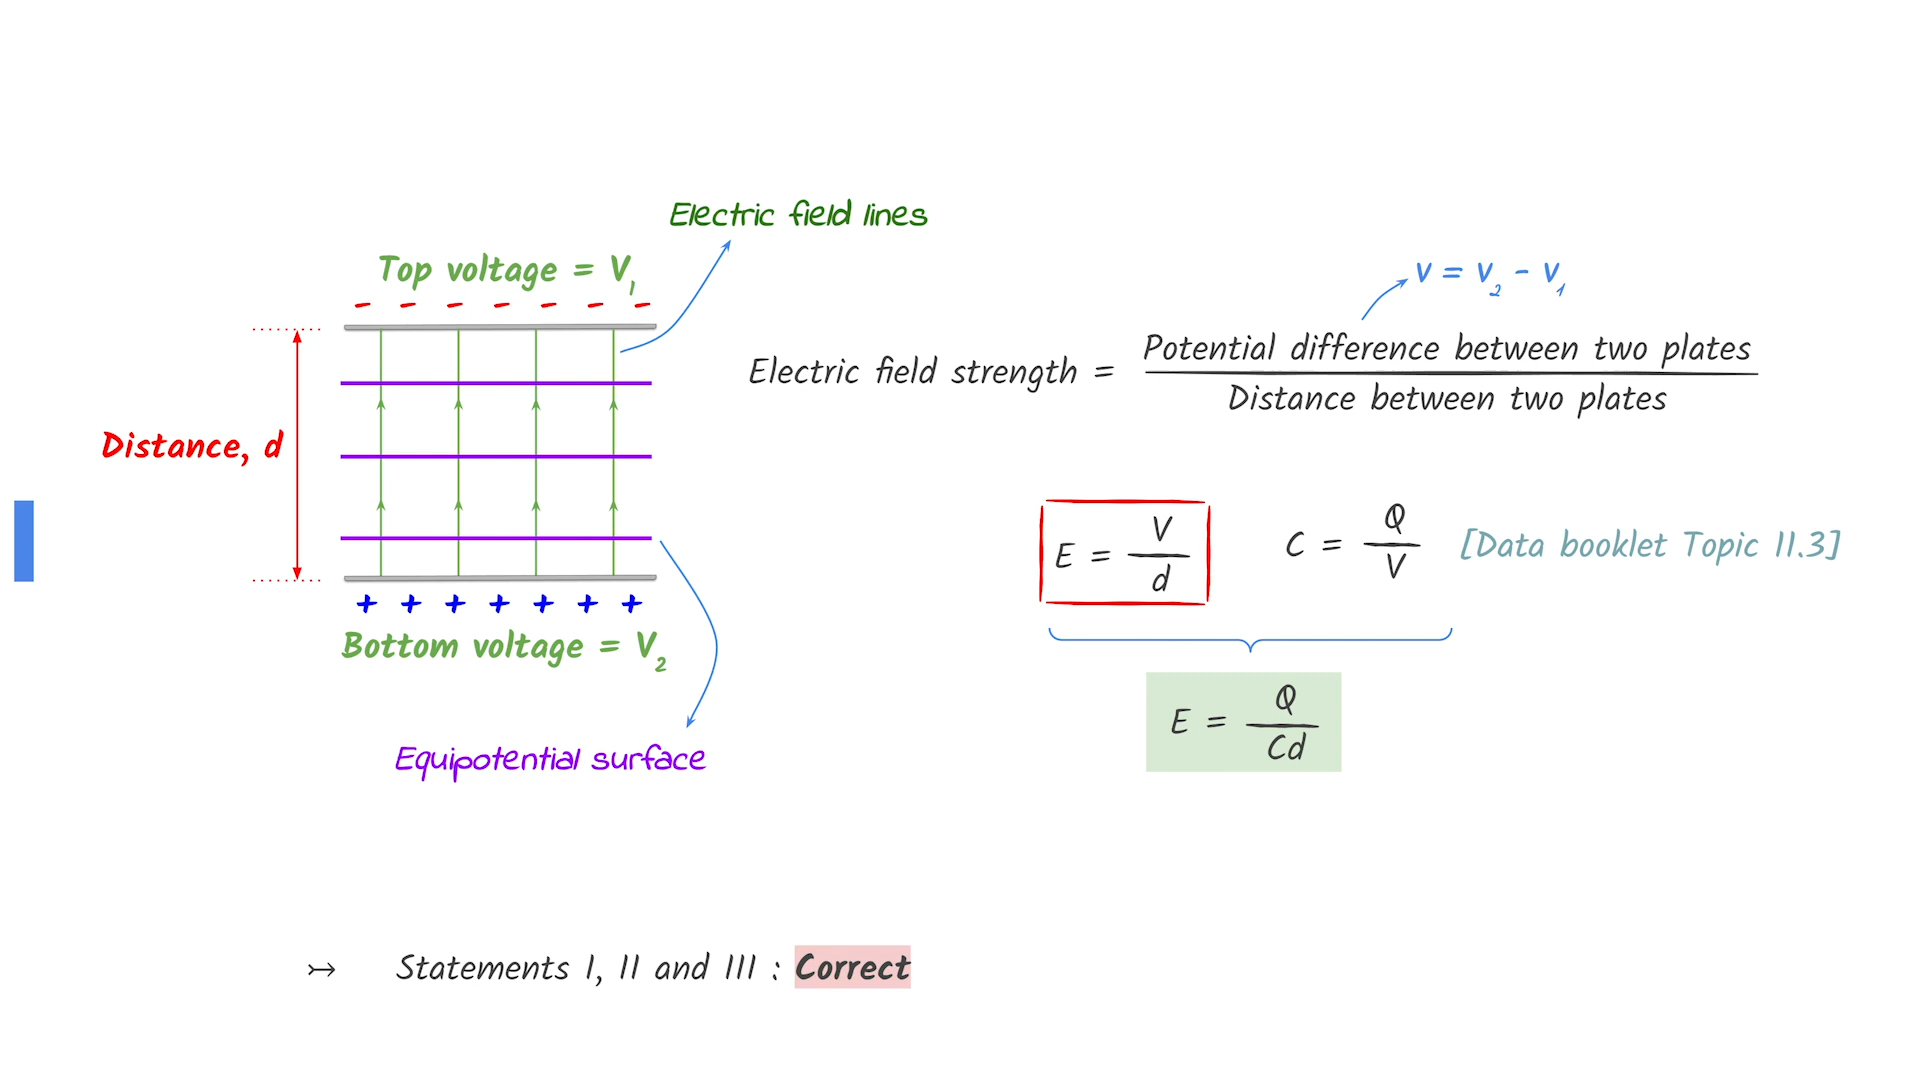 Electric field lines
Top voltage = V₁
- - - - - - -
V = V₂ - V₁
Electric field strength = Potential difference between two plates
Distance between two plates
Distance, d
E = V/d
C = Q/V [Data booklet Topic 11.3]
+ + + + + + +
Bottom voltage = V₂
E = Q/Cd
Equipotential surface
↣ Statements I, II and III : Correct